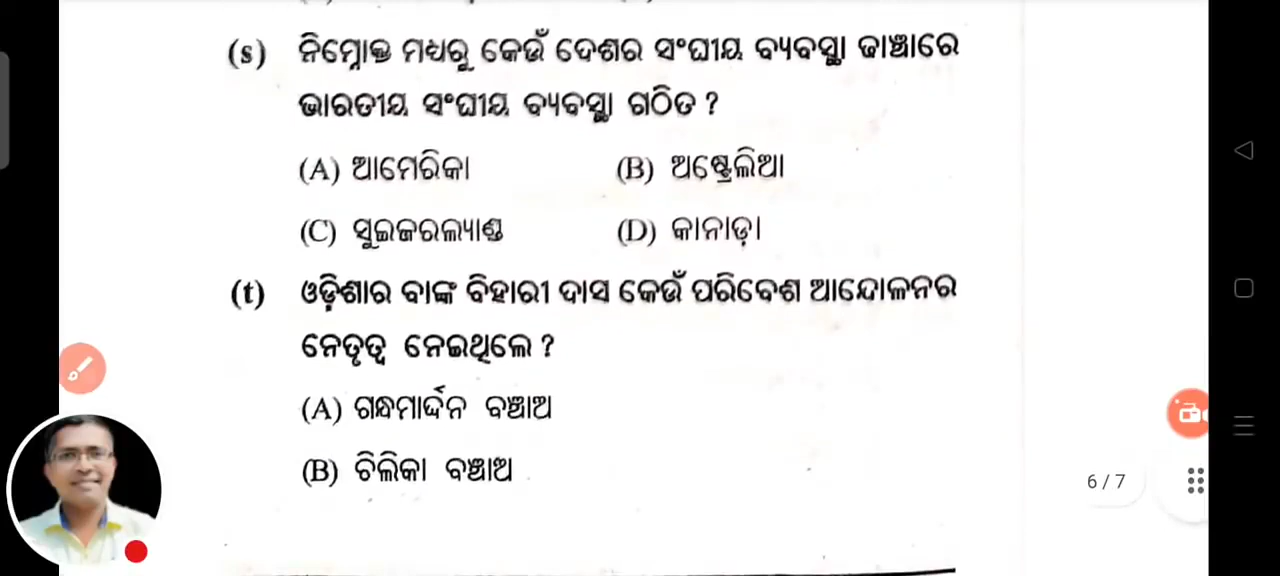 (s) ନିମ୍ନୋକ୍ତ ମଧ୍ୟରୁ କେଉଁ ଦେଶର ସଂଘୀୟ ବ୍ୟବସ୍ଥା ଢାଞ୍ଚାରେ
ଭାରତୀୟ ସଂଘୀୟ ବ୍ୟବସ୍ଥା ଗଠିତ ?
(A) ଆମେରିକା (B) ଅଷ୍ଟ୍ରେଲିଆ
(C) ସୁଇଜରଲ୍ୟାଣ୍ଡ (D) କାନାଡ଼ା
(t) ଓଡ଼ିଶାର ବାଙ୍କ ବିହାରୀ ଦାସ କେଉଁ ପରିବେଶ ଆନ୍ଦୋଳନର
ନେତୃତ୍ୱ ନେଇଥିଲେ ?
(A) ଗନ୍ଧମାର୍ଦ୍ଦନ ବଞ୍ଚାଅ
(B) ଚିଲିକା ବଞ୍ଚାଅ
6 / 7